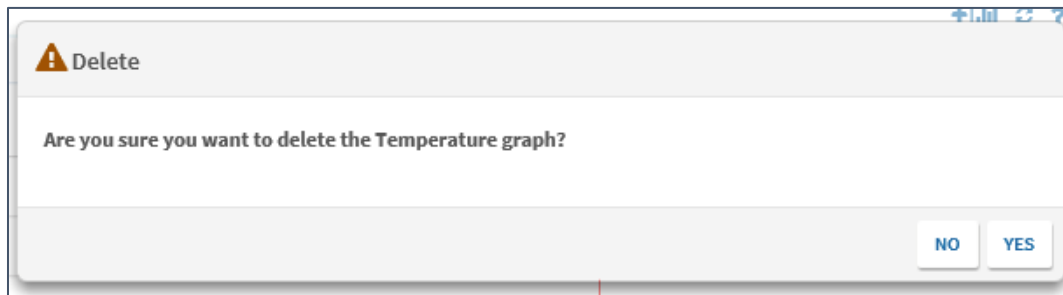 Delete
Are you sure you want to delete the Temperature graph?
NO
YES